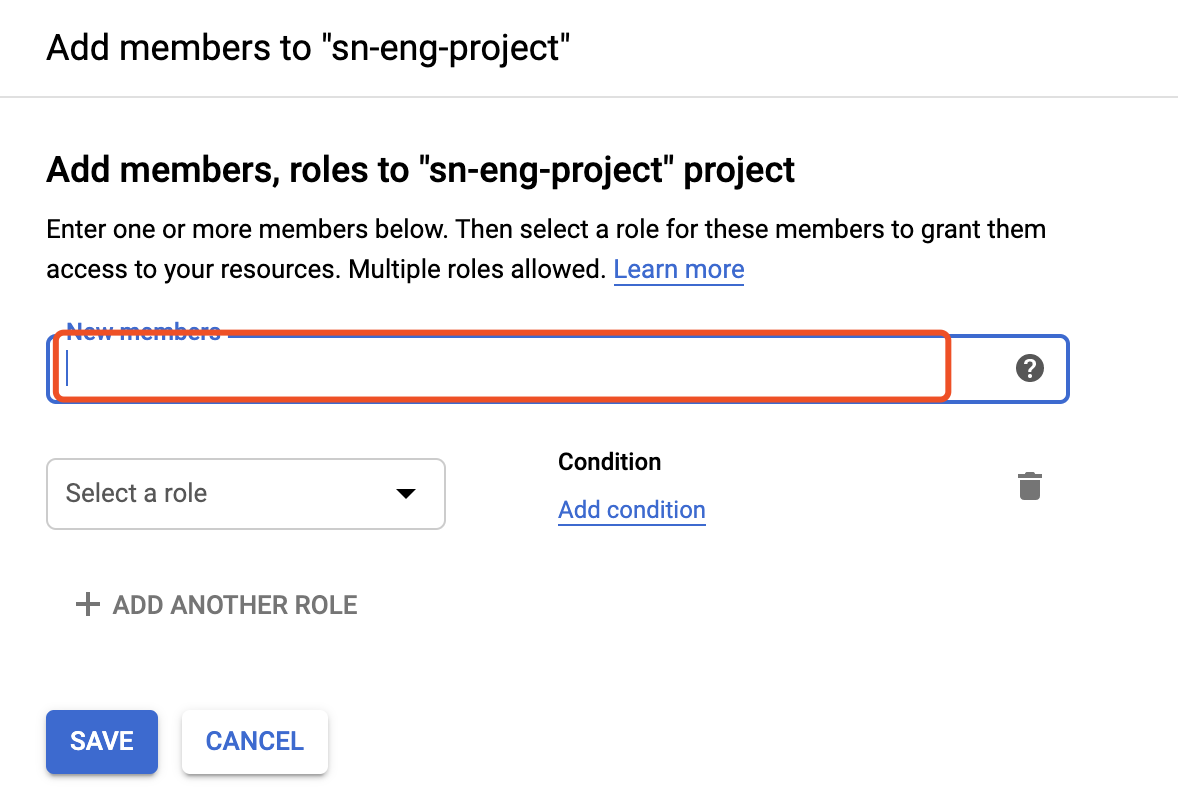 Add members to "sn-eng-project"
Add members, roles to "sn-eng-project" project
Enter one or more members below. Then select a role for these members to grant them
access to your resources. Multiple roles allowed. Learn more
New members
?
Select a role
Condition
Add condition
ADD ANOTHER ROLE
SAVE CANCEL